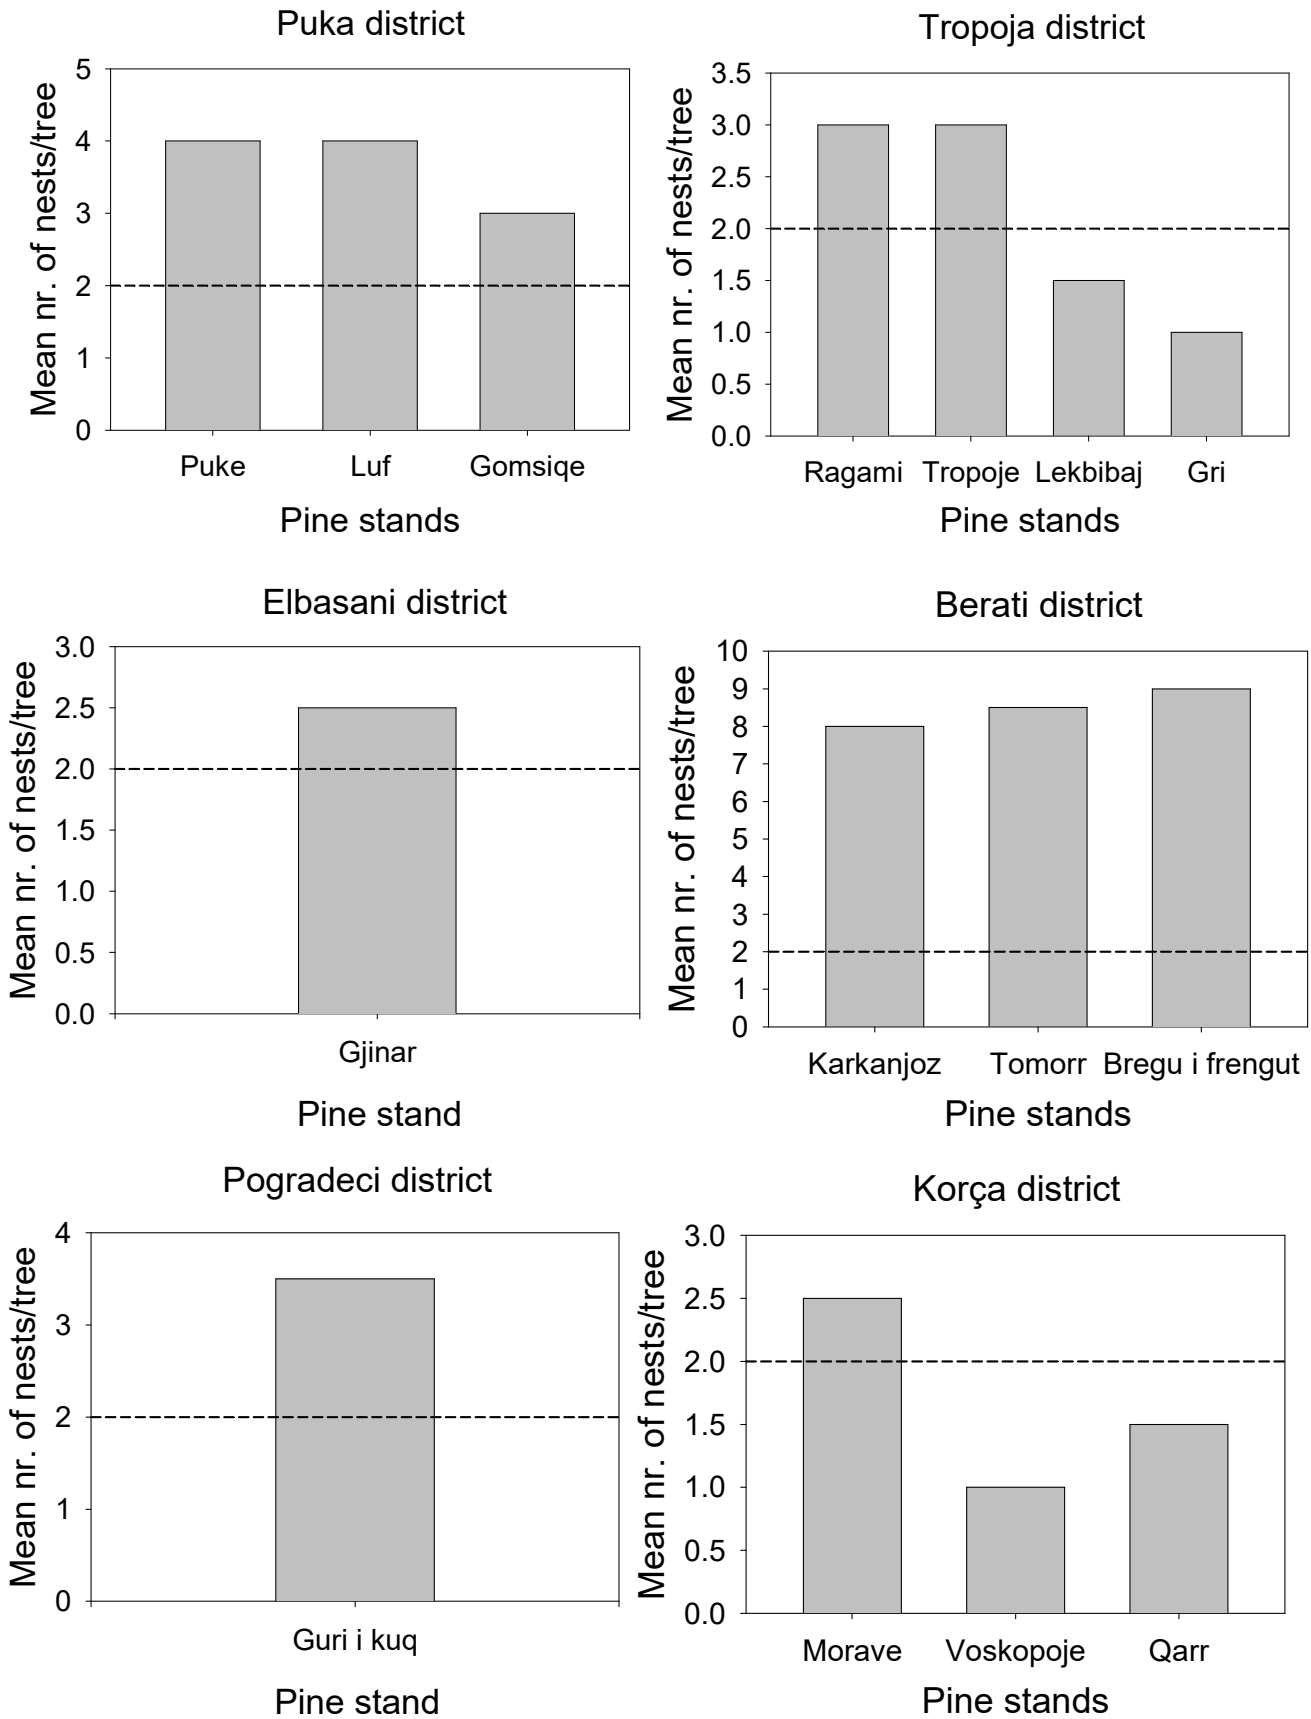 Puka district
Mean nr. of nests/tree
5
4
3
2
1
0
Puke Luf Gomsiqe
Pine stands
Tropoja district
Mean nr. of nests/tree
3.5
3.0
2.5
2.0
1.5
1.0
0.5
0.0
Ragami Tropoje Lekbibaj Gri
Pine stands
Elbasani district
Mean nr. of nests/tree
3.0
2.5
2.0
1.5
1.0
0.5
0.0
Gjinar
Pine stand
Berati district
Mean nr. of nests/tree
10
9
8
7
6
5
4
3
2
1
0
Karkanjoz Tomorr Bregu i frengut
Pine stands
Pogradeci district
Mean nr. of nests/tree
4
3
2
1
0
Guri i kuq
Pine stand
Korça district
Mean nr. of nests/tree
3.0
2.5
2.0
1.5
1.0
0.5
0.0
Morave Voskopoje Qarr
Pine stands